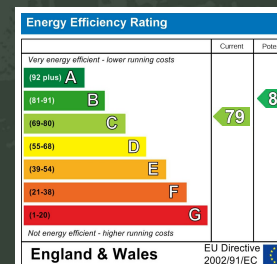 Energy Efficiency Rating
Current
Very energy efficient - lower running costs
(92 plus) A
(81-91) B
(69-80) C
79
(55-68) D
(39-54) E
(21-38) F
(1-20) G
Not energy efficient - higher running costs
England & Wales
EU Directive
2002/91/EC